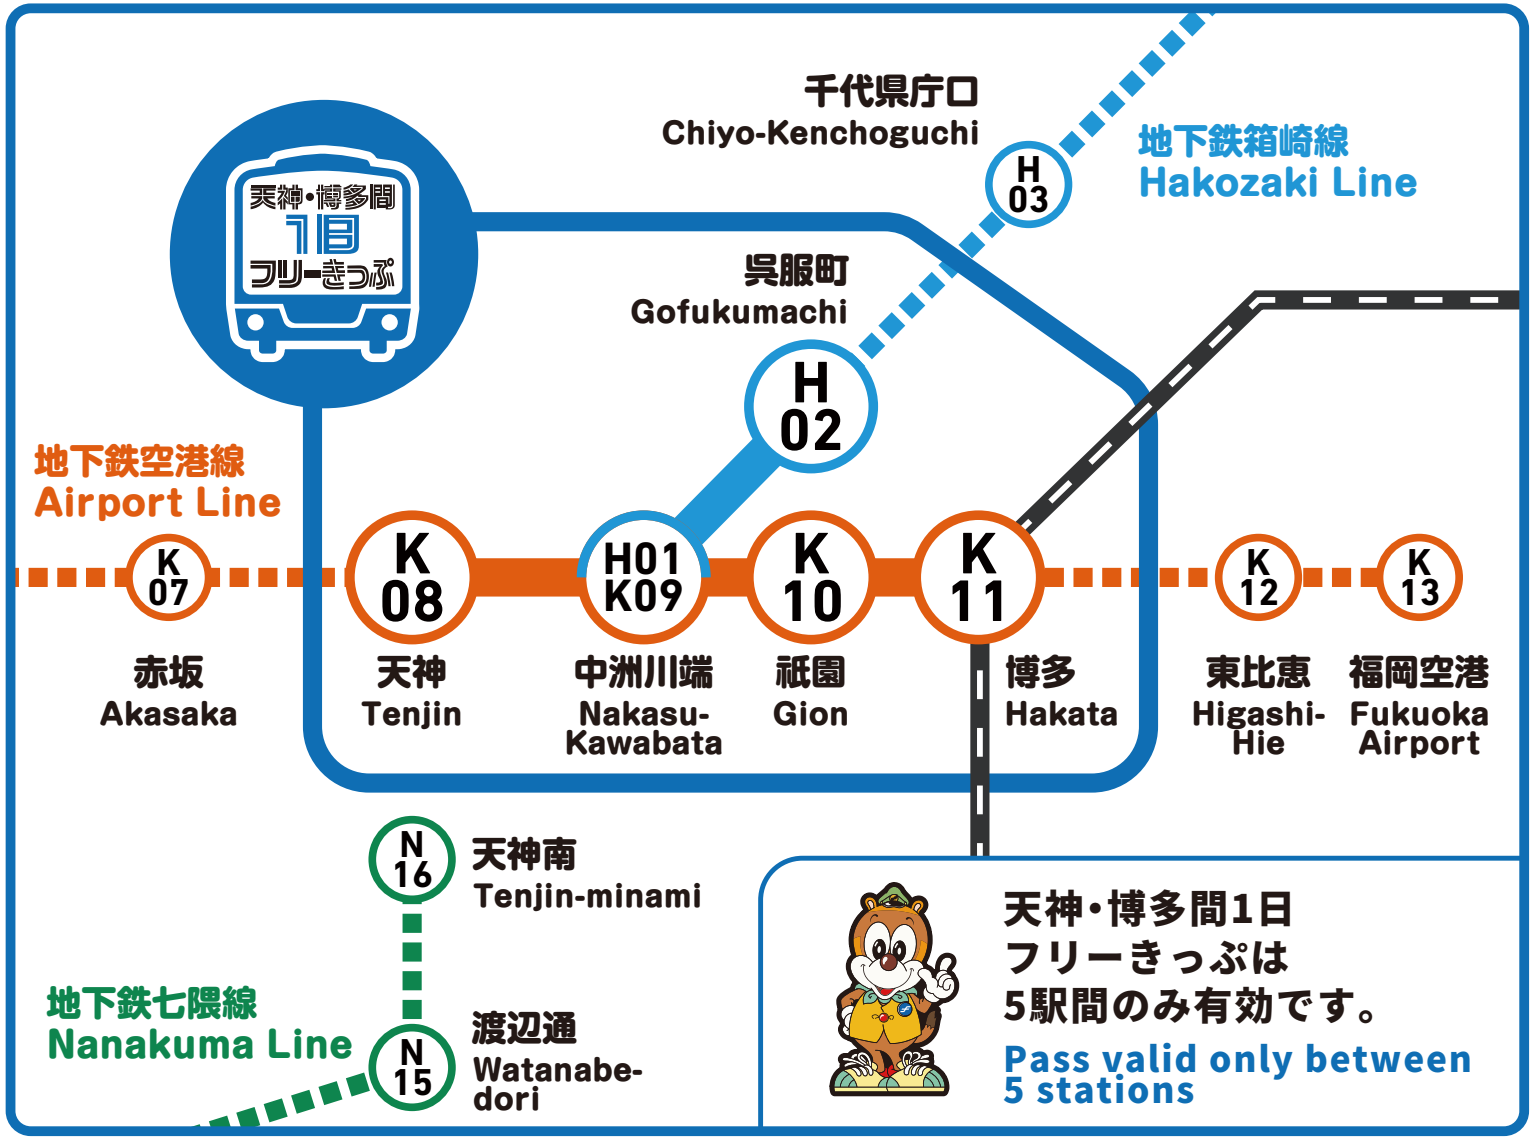 千代県庁口
Chiyo-Kenchoguchi
H
03
地下鉄箱崎線
Hakozaki Line
天神・博多間
1日
フリーきっぷ
呉服町
Gofukumachi
H
02
地下鉄空港線
Airport Line
K
07
赤坂
Akasaka
K
08
天神
Tenjin
H01
K09
中洲川端
Nakasu-
Kawabata
K
10
祇園
Gion
K
11
博多
Hakata
K
12
東比恵
Higashi-
Hie
K
13
福岡空港
Fukuoka
Airport
N
16
天神南
Tenjin-minami
地下鉄七隈線
Nanakuma Line
N
15
渡辺通
Watanabe-
dori
天神・博多間1日
フリーきっぷは
5駅間のみ有効です。
Pass valid only between
5 stations